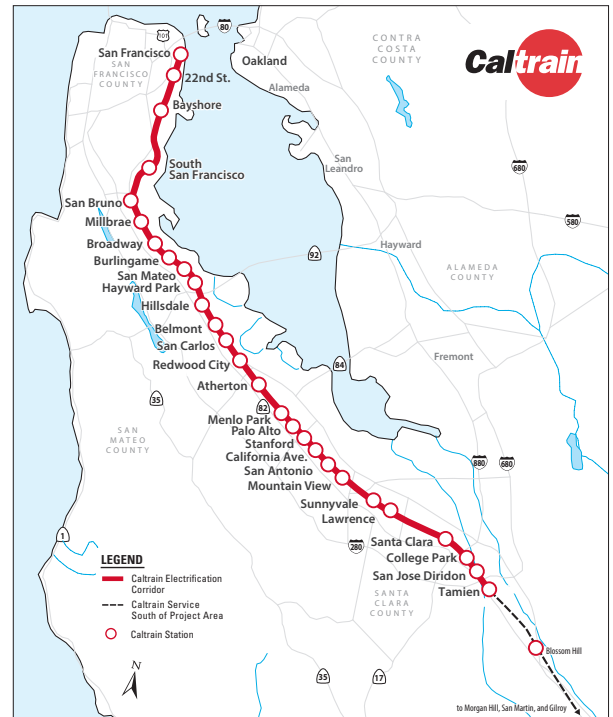 101
80
San Francisco
SAN
FRANCISCO
COUNTY
22nd St.
Oakland
Alameda
CONTRA
COSTA
COUNTY
Caltrain
Bayshore
South
San Francisco
San
Leandro
680
580
San Bruno
Millbrae
Broadway
Burlingame
San Mateo
Hayward Park
Hillsdale
92
Hayward
ALAMEDA
COUNTY
Belmont
San Carlos
Redwood City
Atherton
84
Fremont
35
82
SAN
MATEO
COUNTY
Menlo Park
Palo Alto
Stanford
California Ave.
San Antonio
Mountain View
880
680
Sunnyvale
Lawrence
280
1
Santa Clara
College Park
San Jose Diridon
Tamien
SANTA
CLARA
COUNTY
LEGEND
Caltrain Electrification
Corridor
Caltrain Service
South of Project Area
Caltrain Station
N
Blossom Hill
35
17
to Morgan Hill, San Martin, and Gilroy